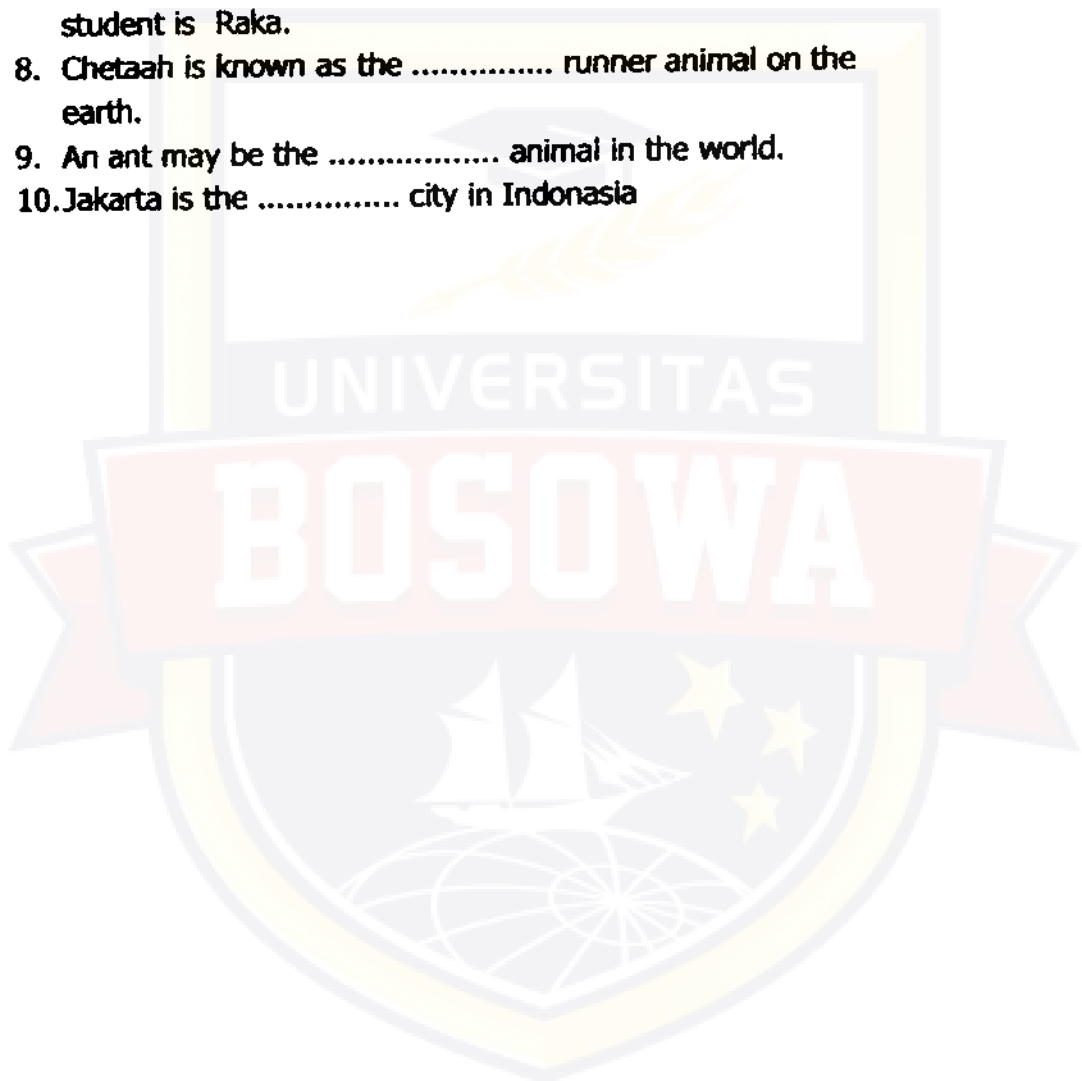 student is Raka.
8. Chetaah is known as the ............... runner animal on the
earth.
9. An ant may be the .................. animal in the world.
10.Jakarta is the ............... city in Indonasia
UNIVERSITAS
BOSOWA